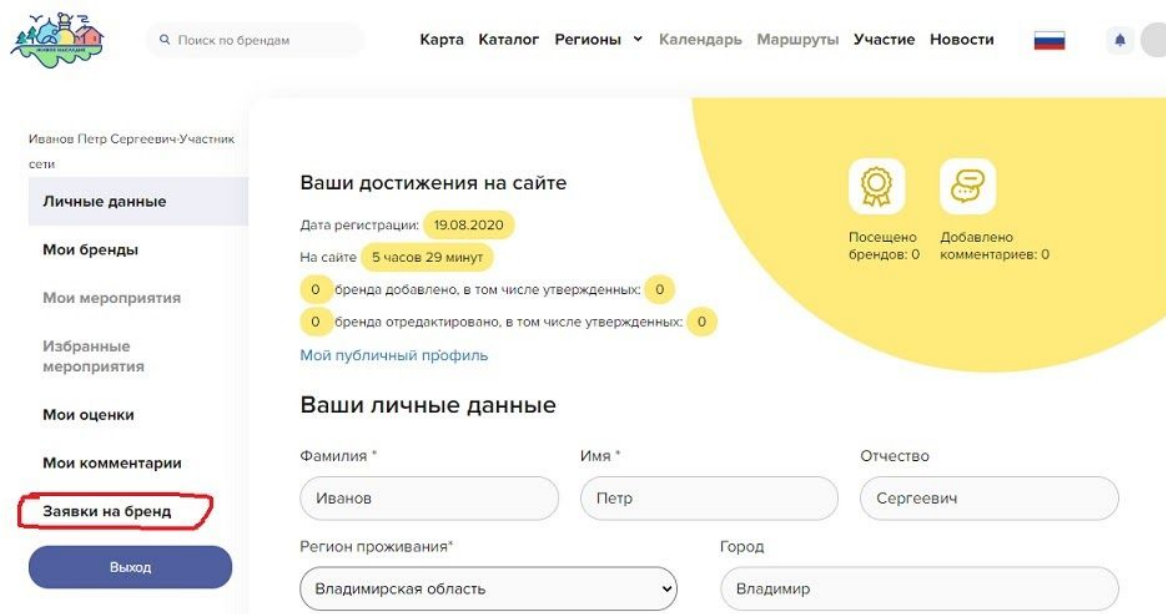 ЖИВОЕ НАСЛЕДИЕ
Поиск по брендам
Карта Каталог Регионы Календарь Маршруты Участие Новости
Иванов Петр Сергеевич-Участник
сети
Личные данные
Мои бренды
Мои мероприятия
Избранные
мероприятия
Мои оценки
Мои комментарии
Заявки на бренд
Выход
Ваши достижения на сайте
Дата регистрации: 19.08.2020
На сайте 5 часов 29 минут
0 бренда добавлено, в том числе утвержденных: 0
0 бренда отредактировано, в том числе утвержденных: 0
Мой публичный профиль
Посещено
брендов: 0
Добавлено
комментариев: 0
Ваши личные данные
Фамилия * Имя * Отчество
Иванов Петр Сергеевич
Регион проживания* Город
Владимирская область Владимир